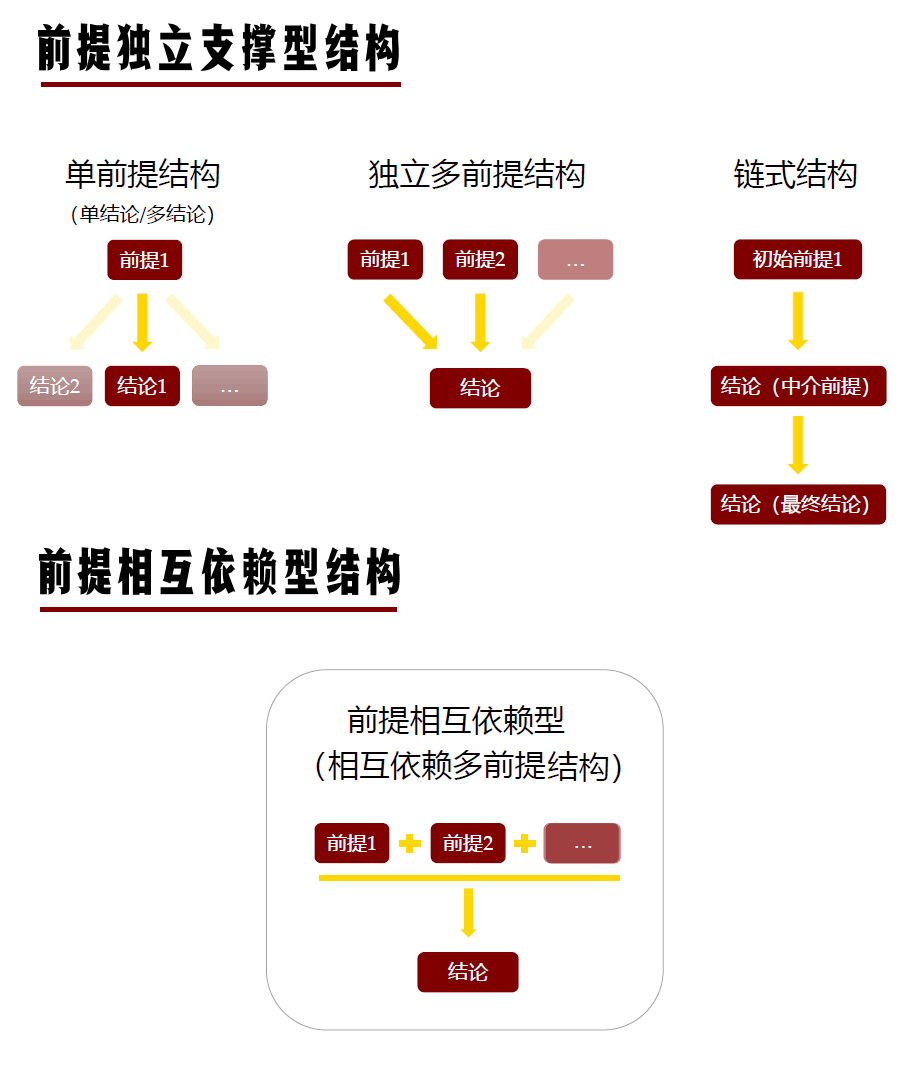 前提独立支撑型结构
单前提结构
（单结论/多结论）
前提1
结论2
结论1
...
独立多前提结构
前提1
前提2
...
结论
链式结构
初始前提1
结论（中介前提）
结论（最终结论）
前提相互依赖型结构
前提相互依赖型
（相互依赖多前提结构）
前提1
前提2
...
结论